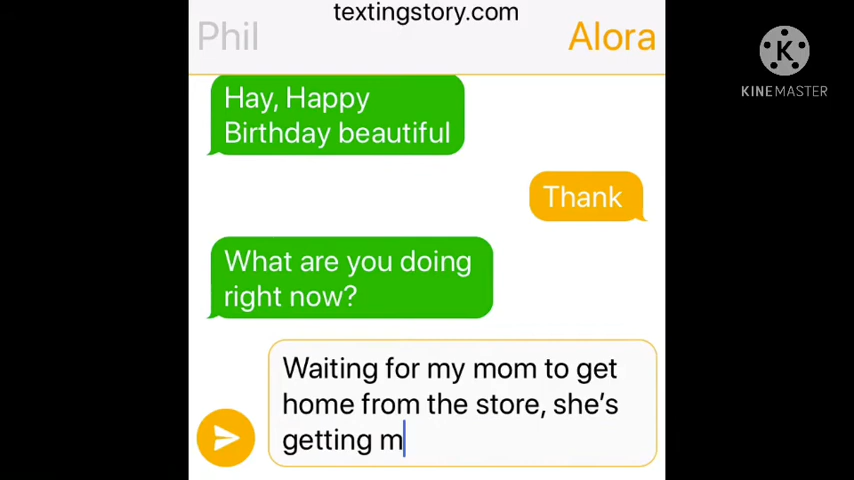 textingstory.com
Phil
Alora
K
KINEMASTER
Hay, Happy
Birthday beautiful
Thank
What are you doing
right now?
Waiting for my mom to get
home from the store, she’s
getting m